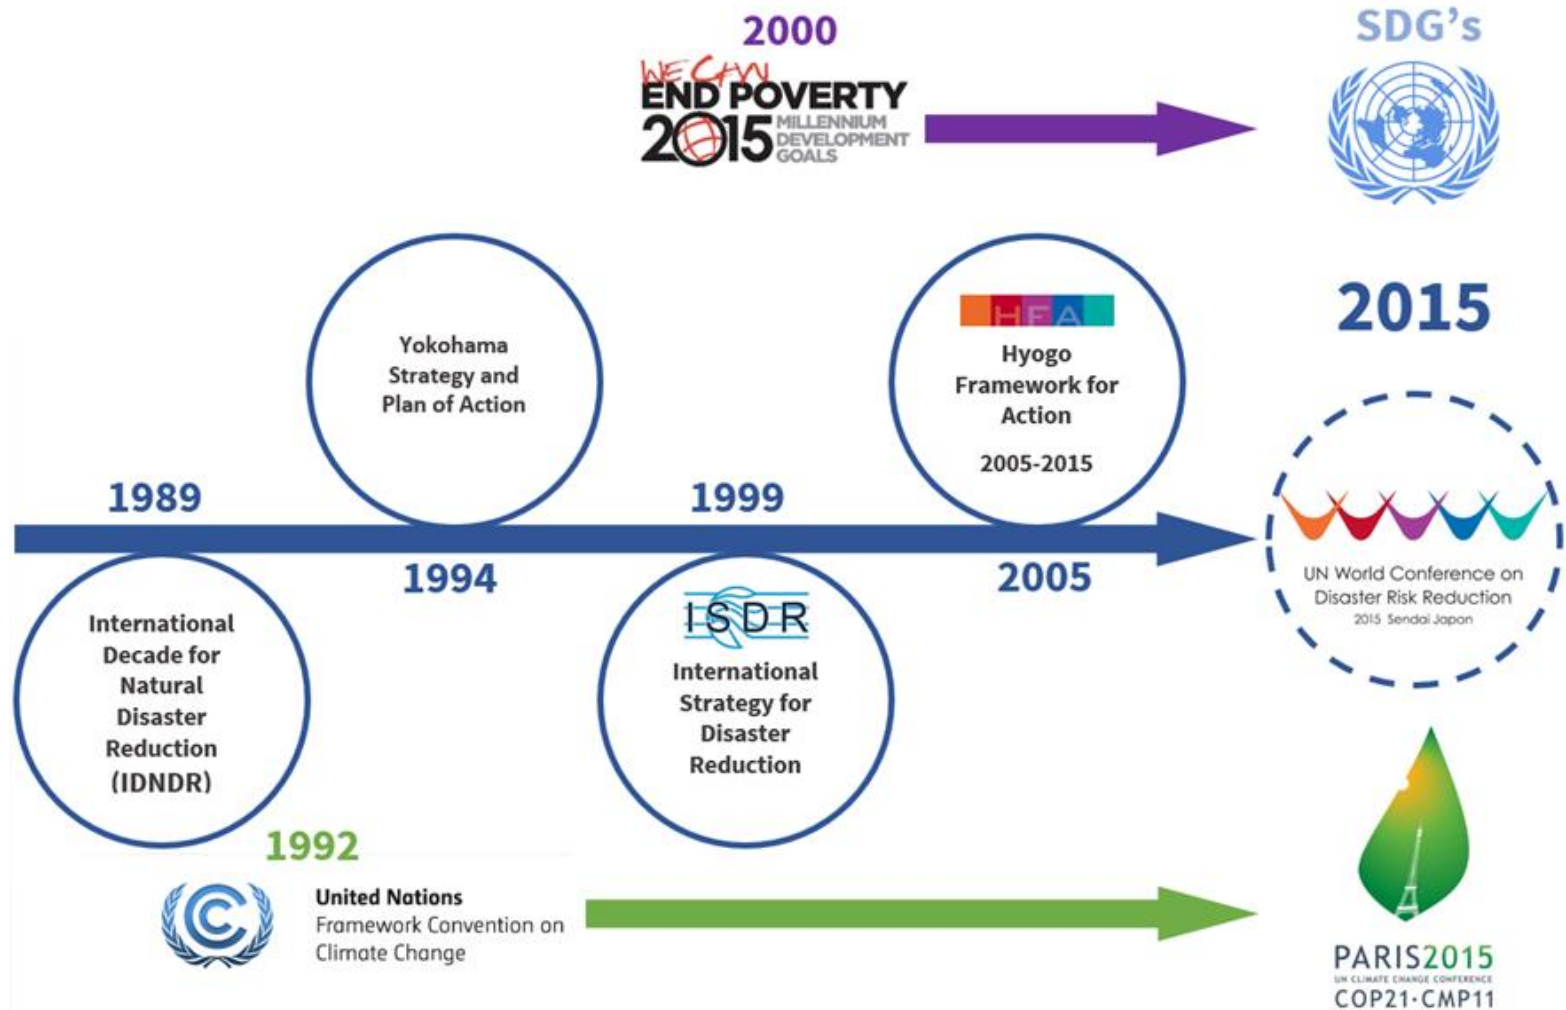 2000
WE CAN
END POVERTY
2015 MILLENNIUM
DEVELOPMENT
GOALS
SDG's
2015
Yokohama
Strategy and
Plan of Action
HFA
Hyogo
Framework for
Action
2005-2015
1989
1994
1999
2005
International
Decade for
Natural
Disaster
Reduction
(IDNDR)
ISDR
International
Strategy for
Disaster
Reduction
UN World Conference on
Disaster Risk Reduction
2015 Sendai Japan
1992
United Nations
Framework Convention on
Climate Change
PARIS2015
UN CLIMATE CHANGE CONFERENCE
COP21·CMP11